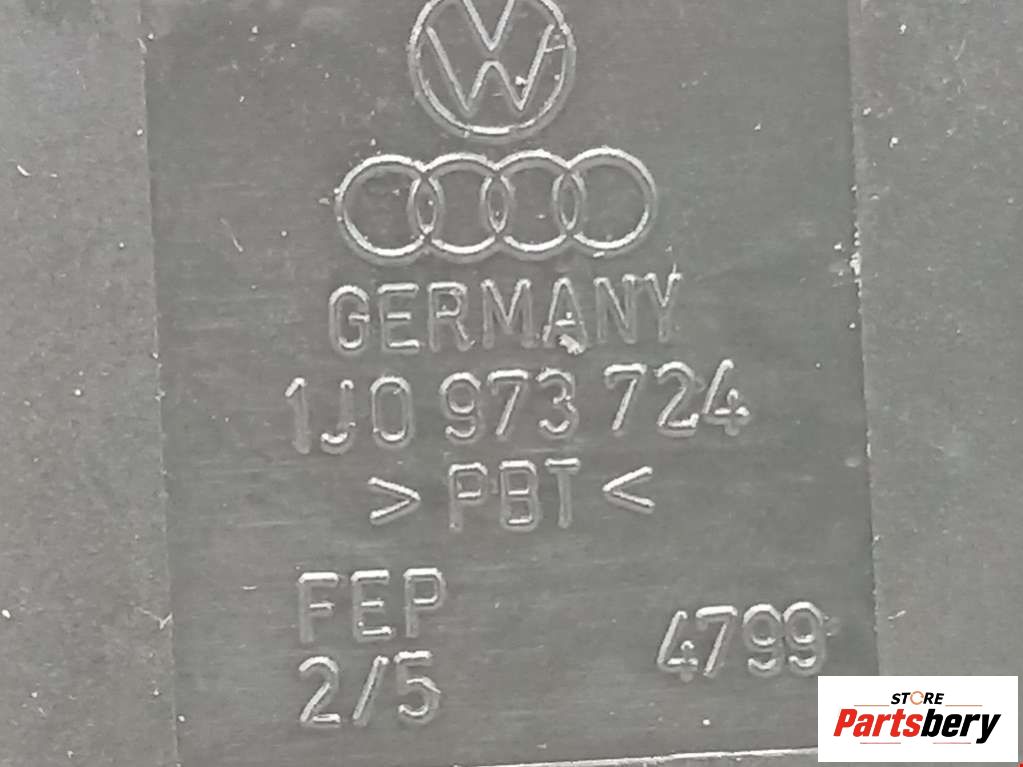 GERMANY
1J0 973 724
> PBT <
FEP
2/5
4799
STORE
Partsbery